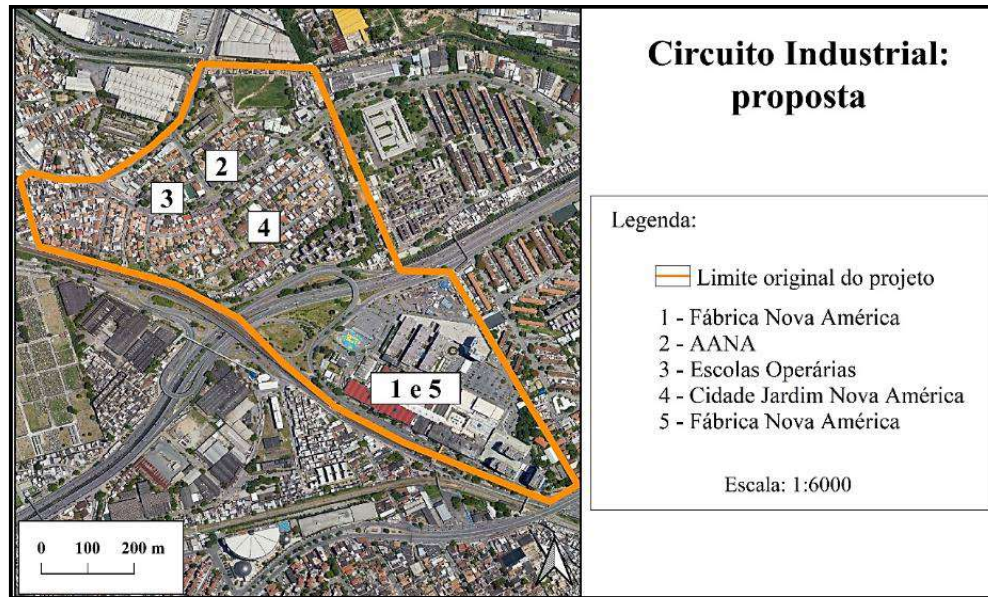 Circuito Industrial:
proposta
2
3
4
1 e 5
Legenda:
Limite original do projeto
1 - Fábrica Nova América
2 - AANA
3 - Escolas Operárias
4 - Cidade Jardim Nova América
5 - Fábrica Nova América
Escala: 1:6000
0 100 200 m